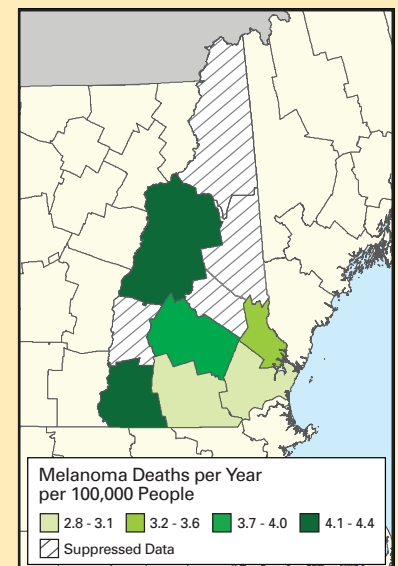 Melanoma Deaths per Year
per 100,000 People
2.8 - 3.1 3.2 - 3.6 3.7 - 4.0 4.1 - 4.4
Suppressed Data